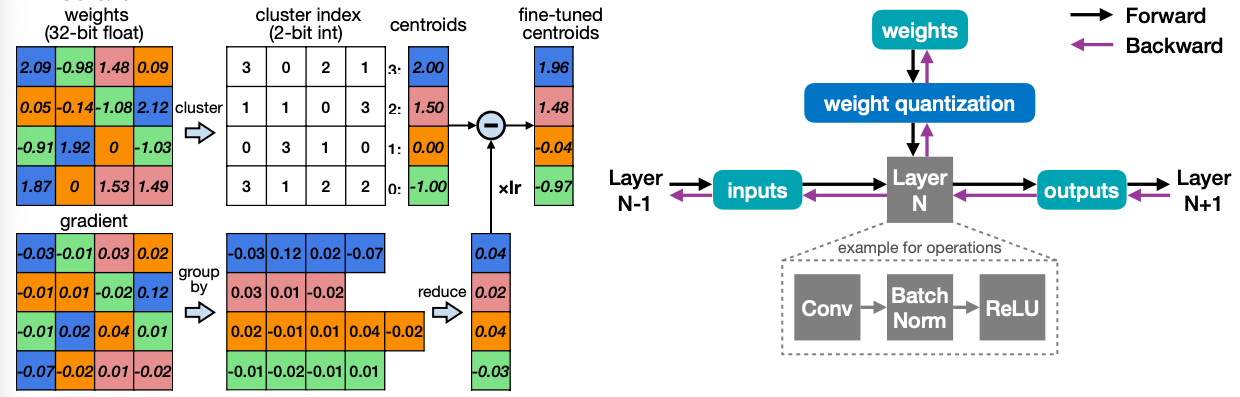 weights
(32-bit float)
cluster index
(2-bit int)
centroids
fine-tuned
centroids
2.09 -0.98 1.48 0.09
0.05 -0.14 -1.08 2.12
-0.91 1.92 0 -1.03
1.87 0 1.53 1.49
cluster
3 0 2 1
1 1 0 3
0 3 1 0
3 1 2 2
3: 2.00
2: 1.50
1: 0.00
0: -1.00
−
×lr
1.96
1.48
-0.04
-0.97
gradient
-0.03 -0.01 0.03 0.02
-0.01 0.01 -0.02 0.12
-0.01 0.02 0.04 0.01
-0.07 -0.02 0.01 -0.02
group
by
-0.03 0.12 0.02 -0.07
0.03 0.01 -0.02
0.02 -0.01 0.01 0.04 -0.02
-0.01 -0.02 -0.01 0.01
reduce
0.04
0.02
0.04
-0.03
Forward
Backward
weights
weight quantization
Layer
N-1
inputs
Layer
N
outputs
Layer
N+1
example for operations
Conv
Batch
Norm
ReLU